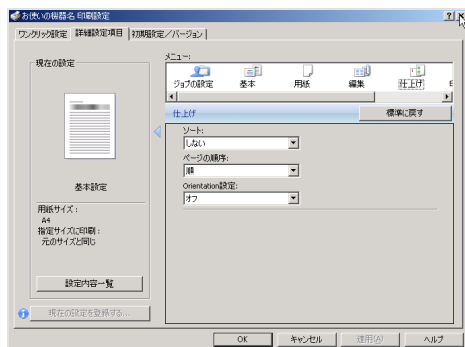 お使いの機器名 印刷設定
ワンクリック設定 詳細設定項目 初期設定／バージョン
現在の設定
メニュー:
ジョブの設定 基本 用紙 編集 仕上げ
仕上げ 標準に戻す
ソート:
しない
ページの順序:
順
Orientation設定:
オフ
基本設定
用紙サイズ:
A4
指定サイズに印刷:
元のサイズと同じ
設定内容一覧
現在の設定を登録する...
OK キャンセル 適用(A) ヘルプ